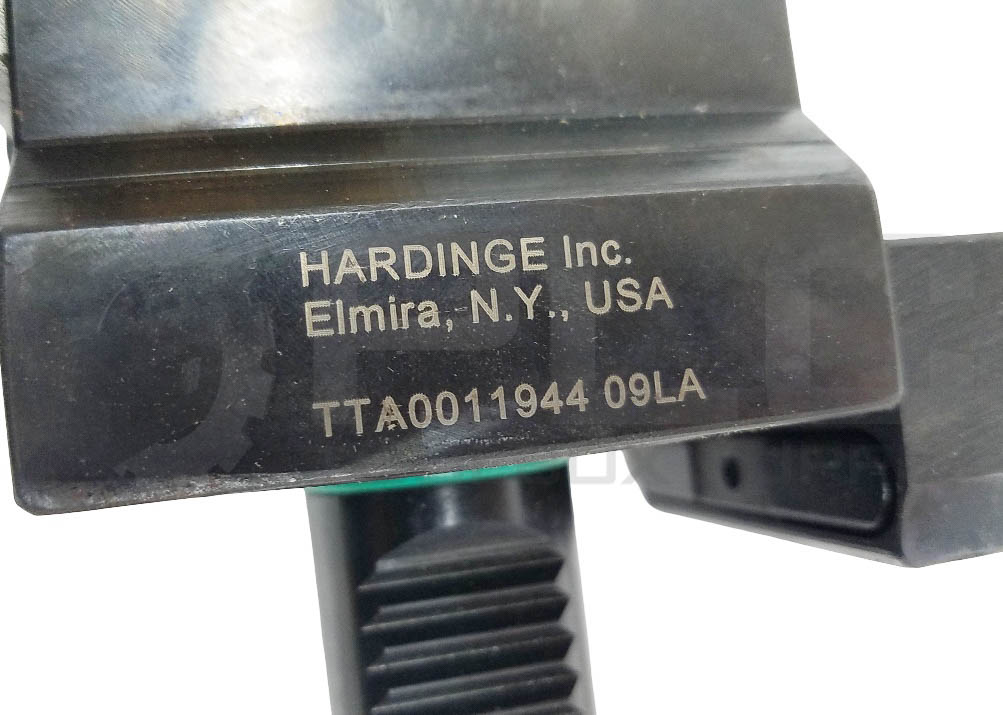 HARDINGE Inc.
Elmira, N.Y., USA
TTA0011944 09LA